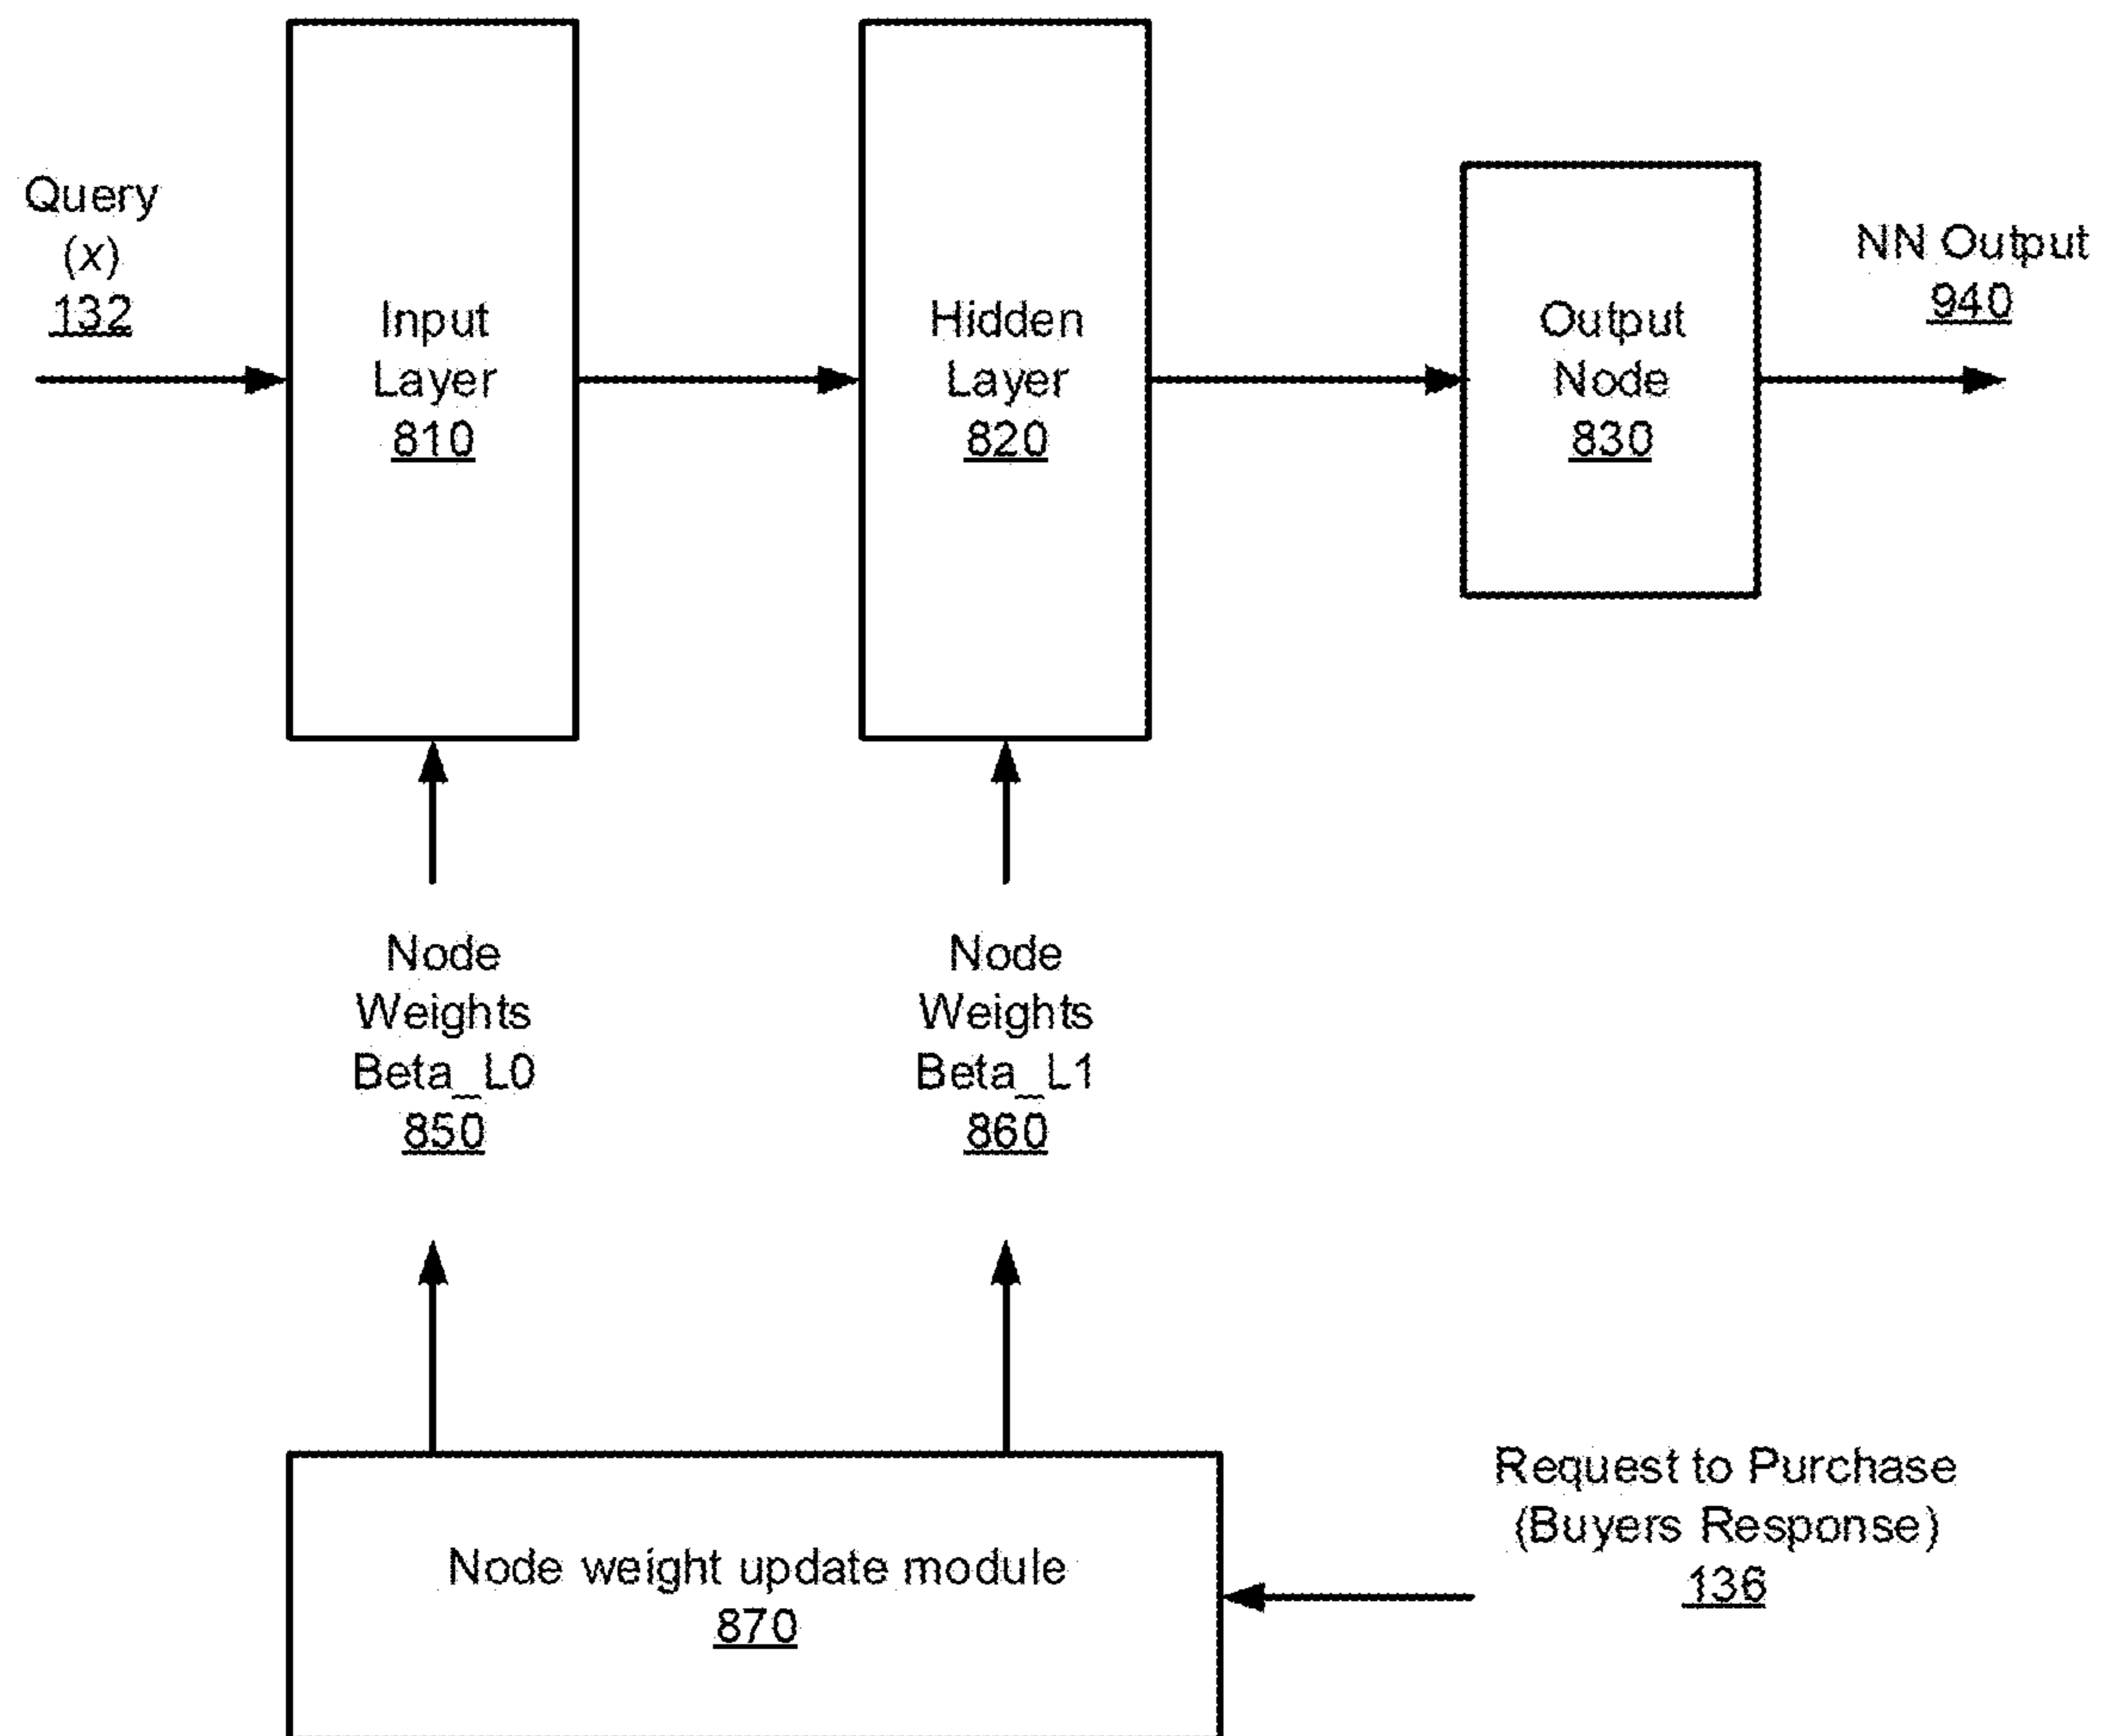 Query
(x)
132
Input
Layer
810
Hidden
Layer
820
Output
Node
830
NN Output
940
Node
Weights
Beta_L0
850
Node
Weights
Beta_L1
860
Node weight update module
870
Request to Purchase
(Buyers Response)
136